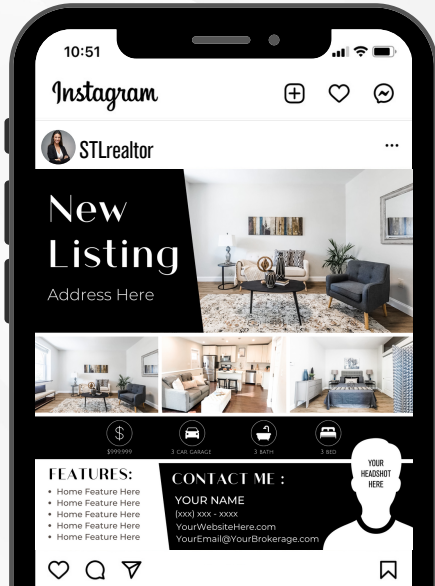 10:51
Instagram
STLrealtor
New
Listing
Address Here
$999.999
3 CAR GARAGE
3 BATH
3 BED
FEATURES:
• Home Feature Here
• Home Feature Here
• Home Feature Here
• Home Feature Here
• Home Feature Here
CONTACT ME :
YOUR NAME
(xxx) xxx - xxxx
YourWebsiteHere.com
YourEmail@YourBrokerage.com
YOUR
HEADSHOT
HERE